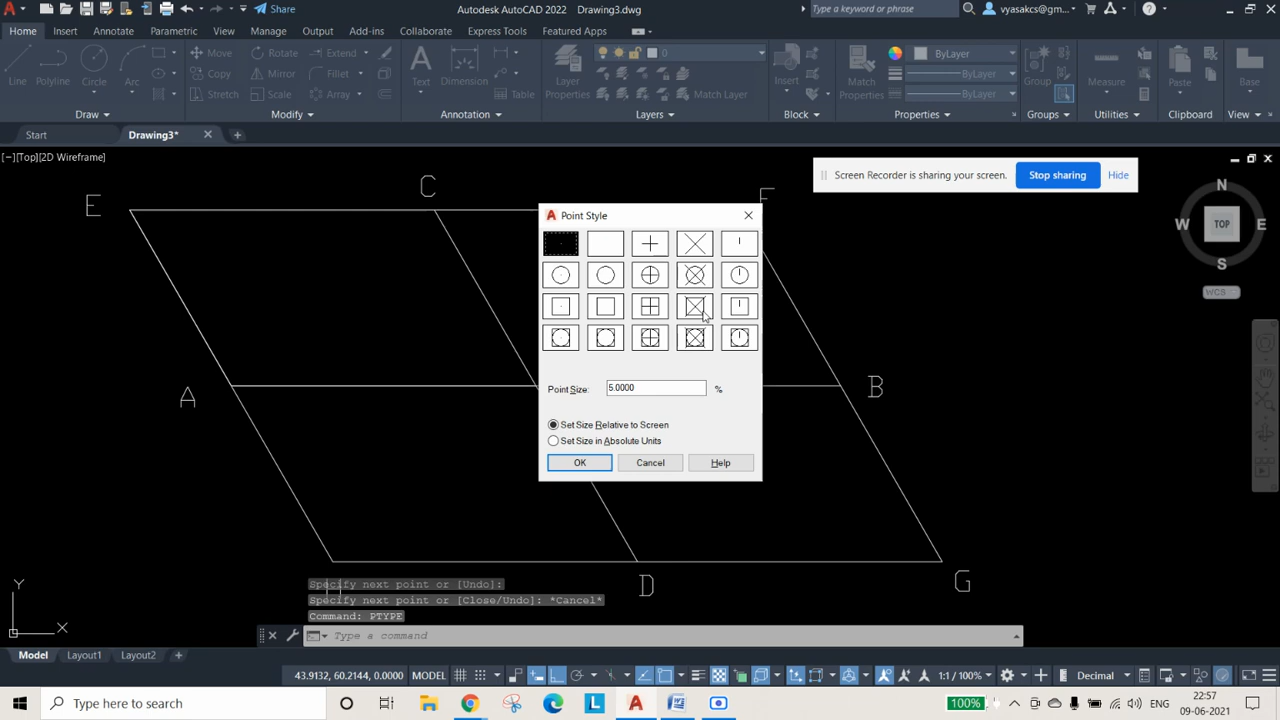 Share
Autodesk AutoCAD 2022 Drawing3.dwg
Type a keyword or phrase
vyasakcs@gm...
Home Insert Annotate Parametric View Manage Output Add-ins Collaborate Express Tools Featured Apps
Line Polyline Circle Arc
Move Rotate Extend
Copy Mirror Fillet
Stretch Scale Array
Text Dimension
Table
Layer Properties
0
Match Layer
Insert
Match Properties
ByLayer
ByLayer
ByLayer
Group
Measure
Paste
Base
Draw Modify Annotation Layers Block Properties Groups Utilities Clipboard View
Start Drawing3*
[−][Top][2D Wireframe]
Screen Recorder is sharing your screen. Stop sharing Hide
N
W TOP E
S
WCS
E C
Point Style
Point Size: 5.0000 %
Set Size Relative to Screen
Set Size in Absolute Units
OK Cancel Help
A B
D G
Specify next point or [Undo]:
Specify next point or [Close/Undo]: *Cancel*
Command: PTYPE
Type a command
Y
X
Model Layout1 Layout2
43.9132, 60.2144, 0.0000 MODEL
1:1 / 100%
Decimal
Type here to search
100%
ENG
22:57
09-06-2021